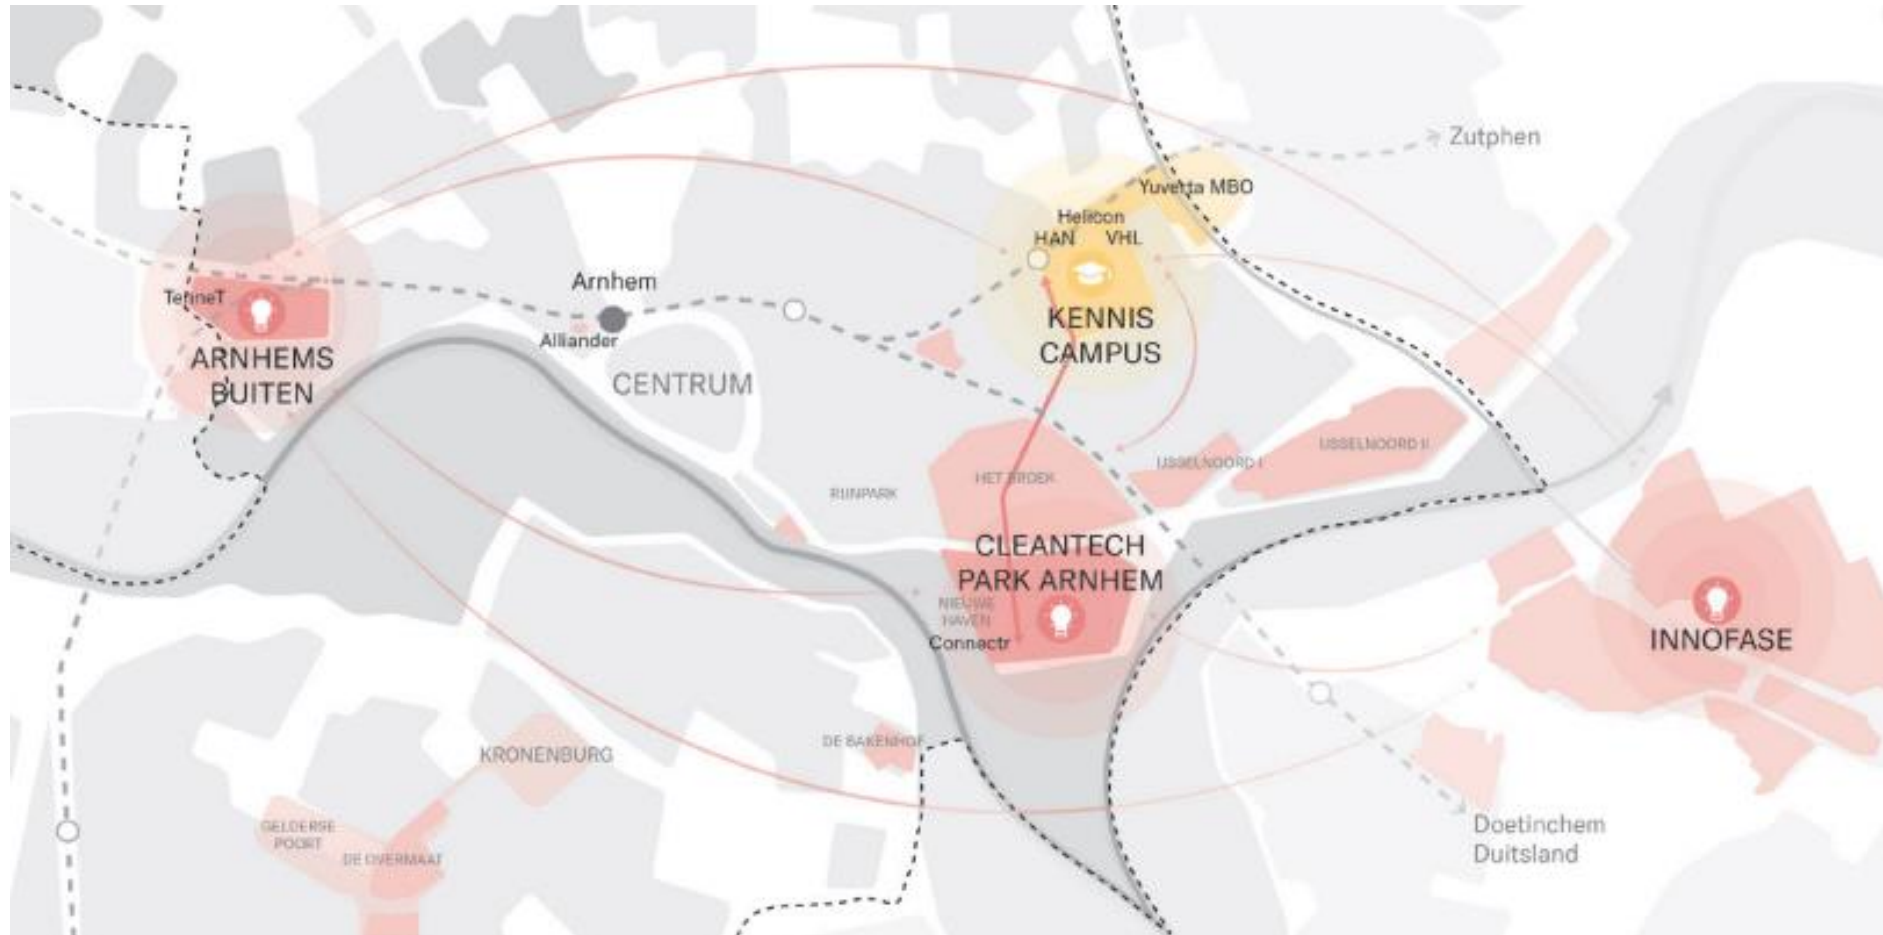 Zutphen
Yuverta MBO
Helicon
HAN VHL
Arnhem
TenneT
KENNIS
CAMPUS
Alliander
ARNHEMS
BUITEN
CENTRUM
IJSSELNOORD II
IJSSELNOORD I
HET BROEK
RIJNPARK
CLEANTECH
PARK ARNHEM
NIEUWE
HAVEN
Connectr
INNOFASE
DE BAKENHOF
KRONENBURG
GELDERSE
POORT
DE OVERMAAT
Doetinchem
Duitsland